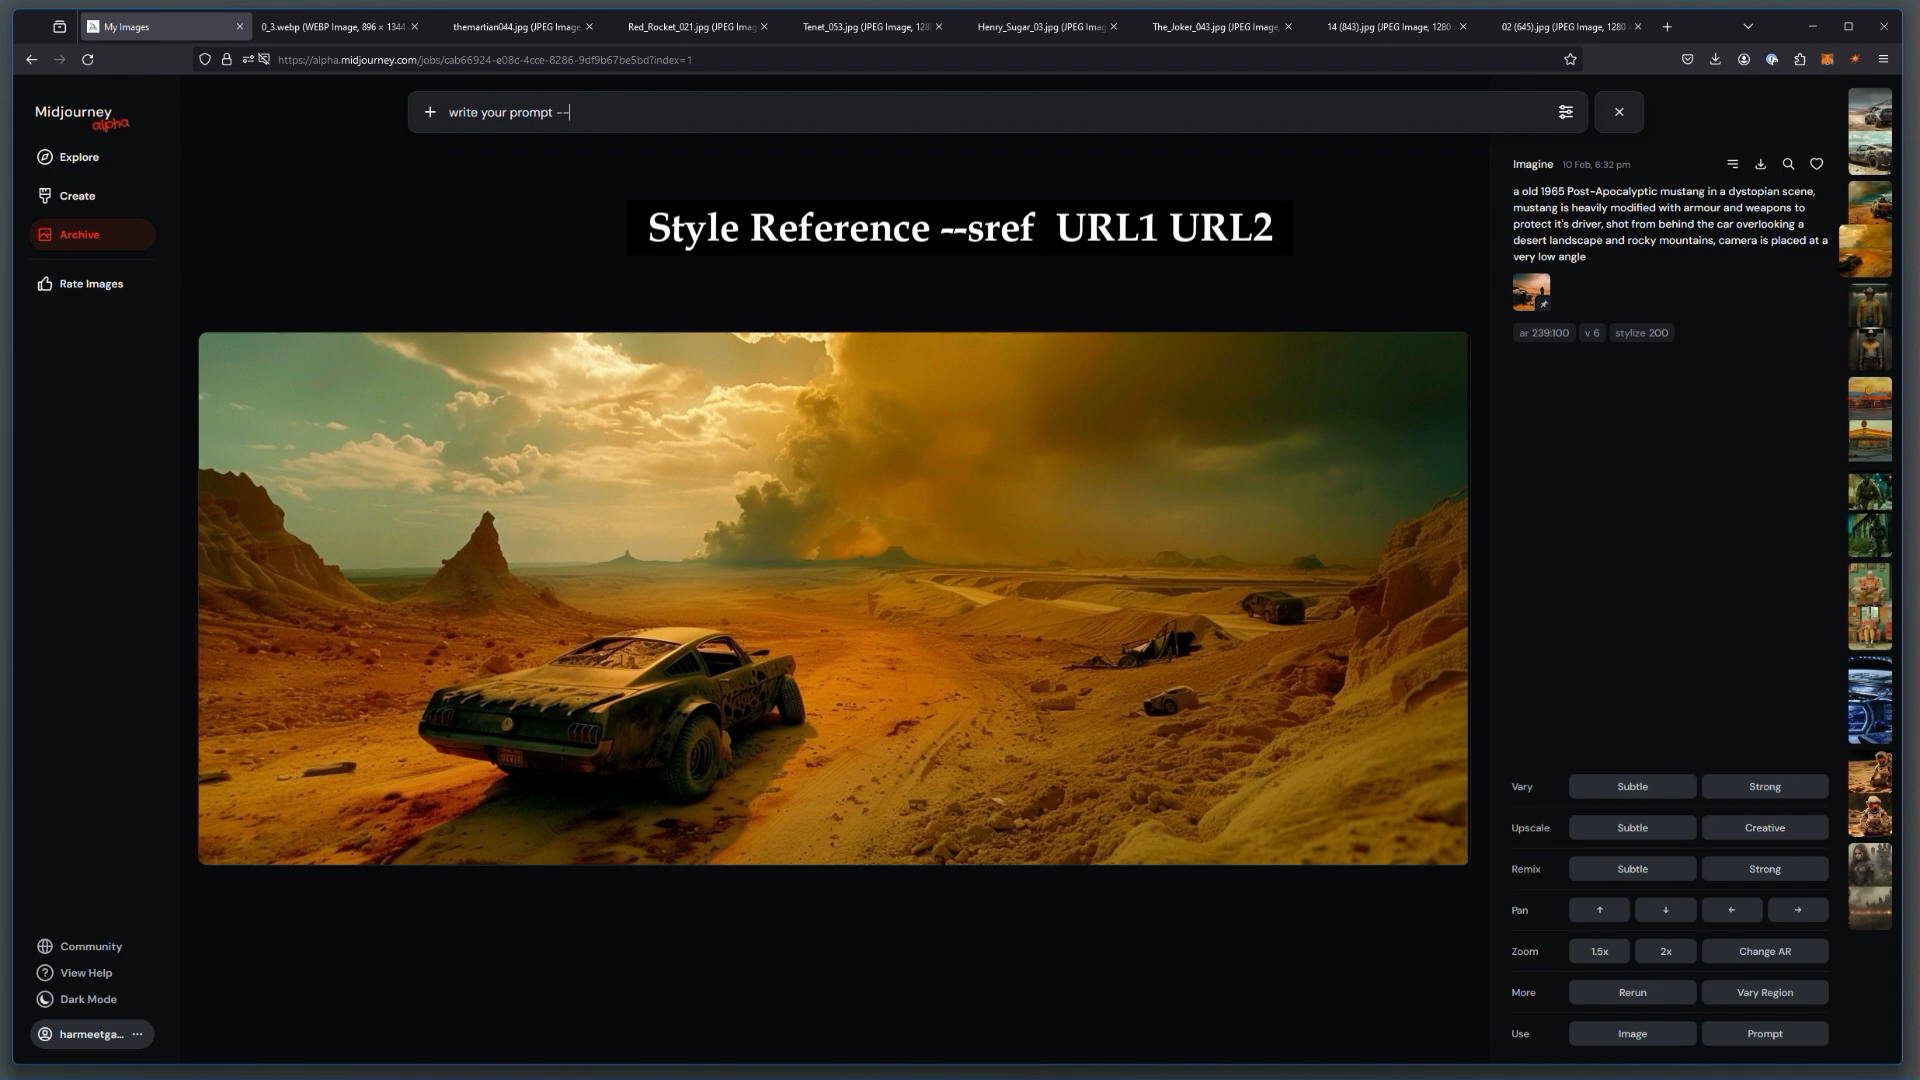 My Images
0_3.webp (WEBP Image, 896 × 1344
themartian044.jpg (JPEG Image,
Red_Rocket_021.jpg (JPEG Imag
Tenet_053.jpg (JPEG Image, 128
Henry_Sugar_03.jpg (JPEG Imag
The_Joker_043.jpg (JPEG Image,
14 (843).jpg (JPEG Image, 1280
02 (645).jpg (JPEG Image, 1280
https://alpha.midjourney.com/jobs/cab66924-e08c-4cce-8286-9df9b67be5bd?index=1
Midjourney
alpha
Explore
Create
Archive
Rate Images
Community
View Help
Dark Mode
harmeetga... ...
write your prompt --
Style Reference --sref URL1 URL2
Imagine 10 Feb, 6:32 pm
a old 1965 Post-Apocalyptic mustang in a dystopian scene,
mustang is heavily modified with armour and weapons to
protect it's driver, shot from behind the car overlooking a
desert landscape and rocky mountains, camera is placed at a
very low angle
ar 239:100 v 6 stylize 200
Vary Subtle Strong
Upscale Subtle Creative
Remix Subtle Strong
Pan ↑ ↓ ← →
Zoom 1.5x 2x Change AR
More Rerun Vary Region
Use Image Prompt